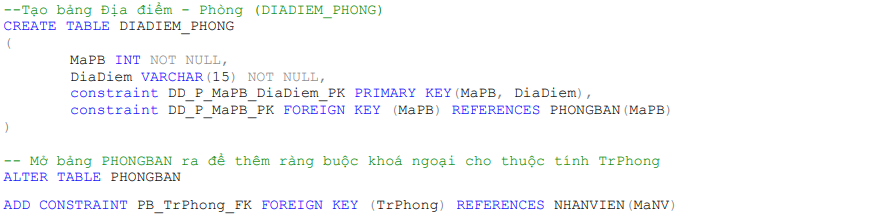 --Tạo bảng Địa điểm - Phòng (DIADIEM_PHONG)
CREATE TABLE DIADIEM_PHONG
(
MaPB INT NOT NULL,
DiaDiem VARCHAR(15) NOT NULL,
constraint DD_P_MaPB_DiaDiem_PK PRIMARY KEY(MaPB, DiaDiem),
constraint DD_P_MaPB_PK FOREIGN KEY (MaPB) REFERENCES PHONGBAN(MaPB)
)
-- Mở bảng PHONGBAN ra để thêm ràng buộc khoá ngoại cho thuộc tính TrPhong
ALTER TABLE PHONGBAN
ADD CONSTRAINT PB_TrPhong_FK FOREIGN KEY (TrPhong) REFERENCES NHANVIEN(MaNV)